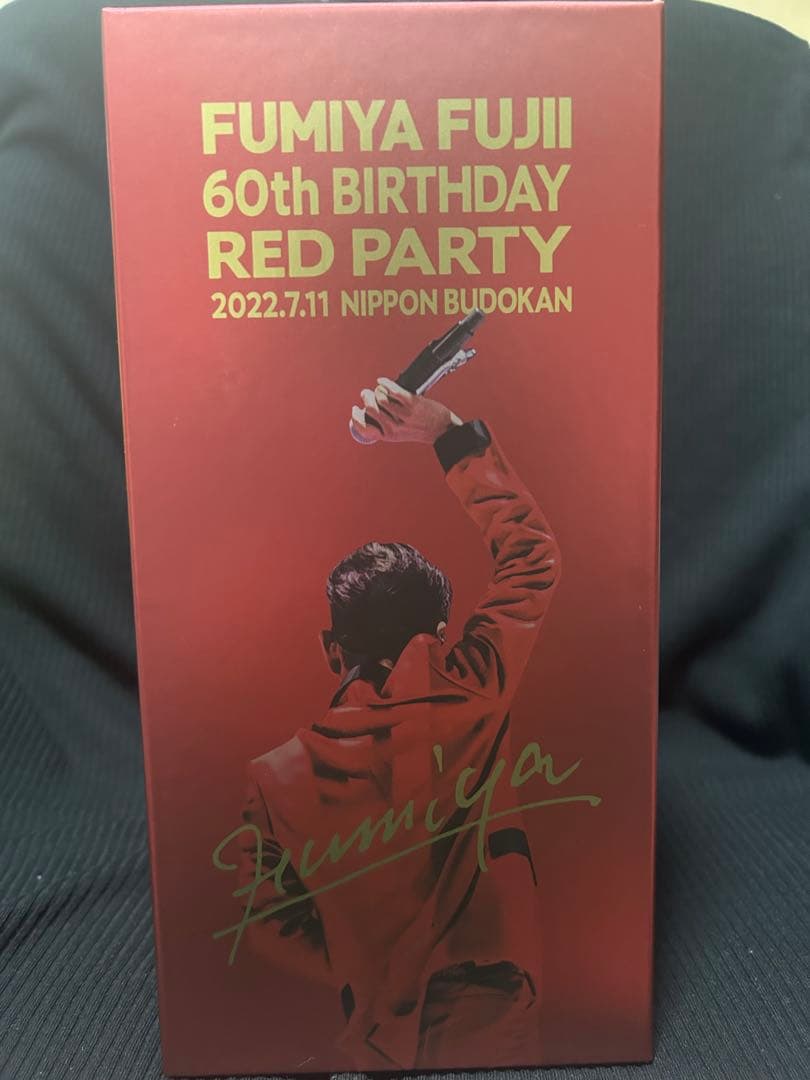 FUMIYA FUJII
60th BIRTHDAY
RED PARTY
2022.7.11 NIPPON BUDOKAN
Fumiya